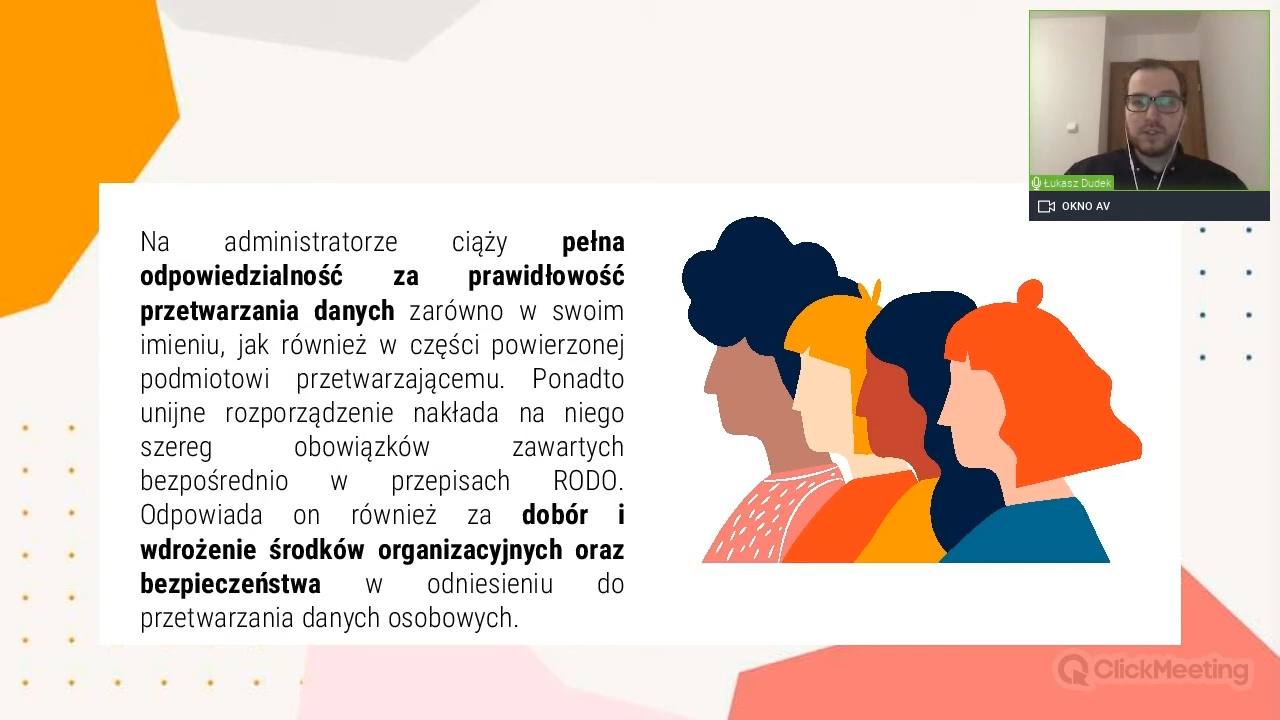 Łukasz Dudek
OKNO AV
Na administratorze ciąży pełna
odpowiedzialność za prawidłowość
przetwarzania danych zarówno w swoim
imieniu, jak również w części powierzonej
podmiotowi przetwarzającemu. Ponadto
unijne rozporządzenie nakłada na niego
szereg obowiązków zawartych
bezpośrednio w przepisach RODO.
Odpowiada on również za dobór i
wdrożenie środków organizacyjnych oraz
bezpieczeństwa w odniesieniu do
przetwarzania danych osobowych.
ClickMeeting